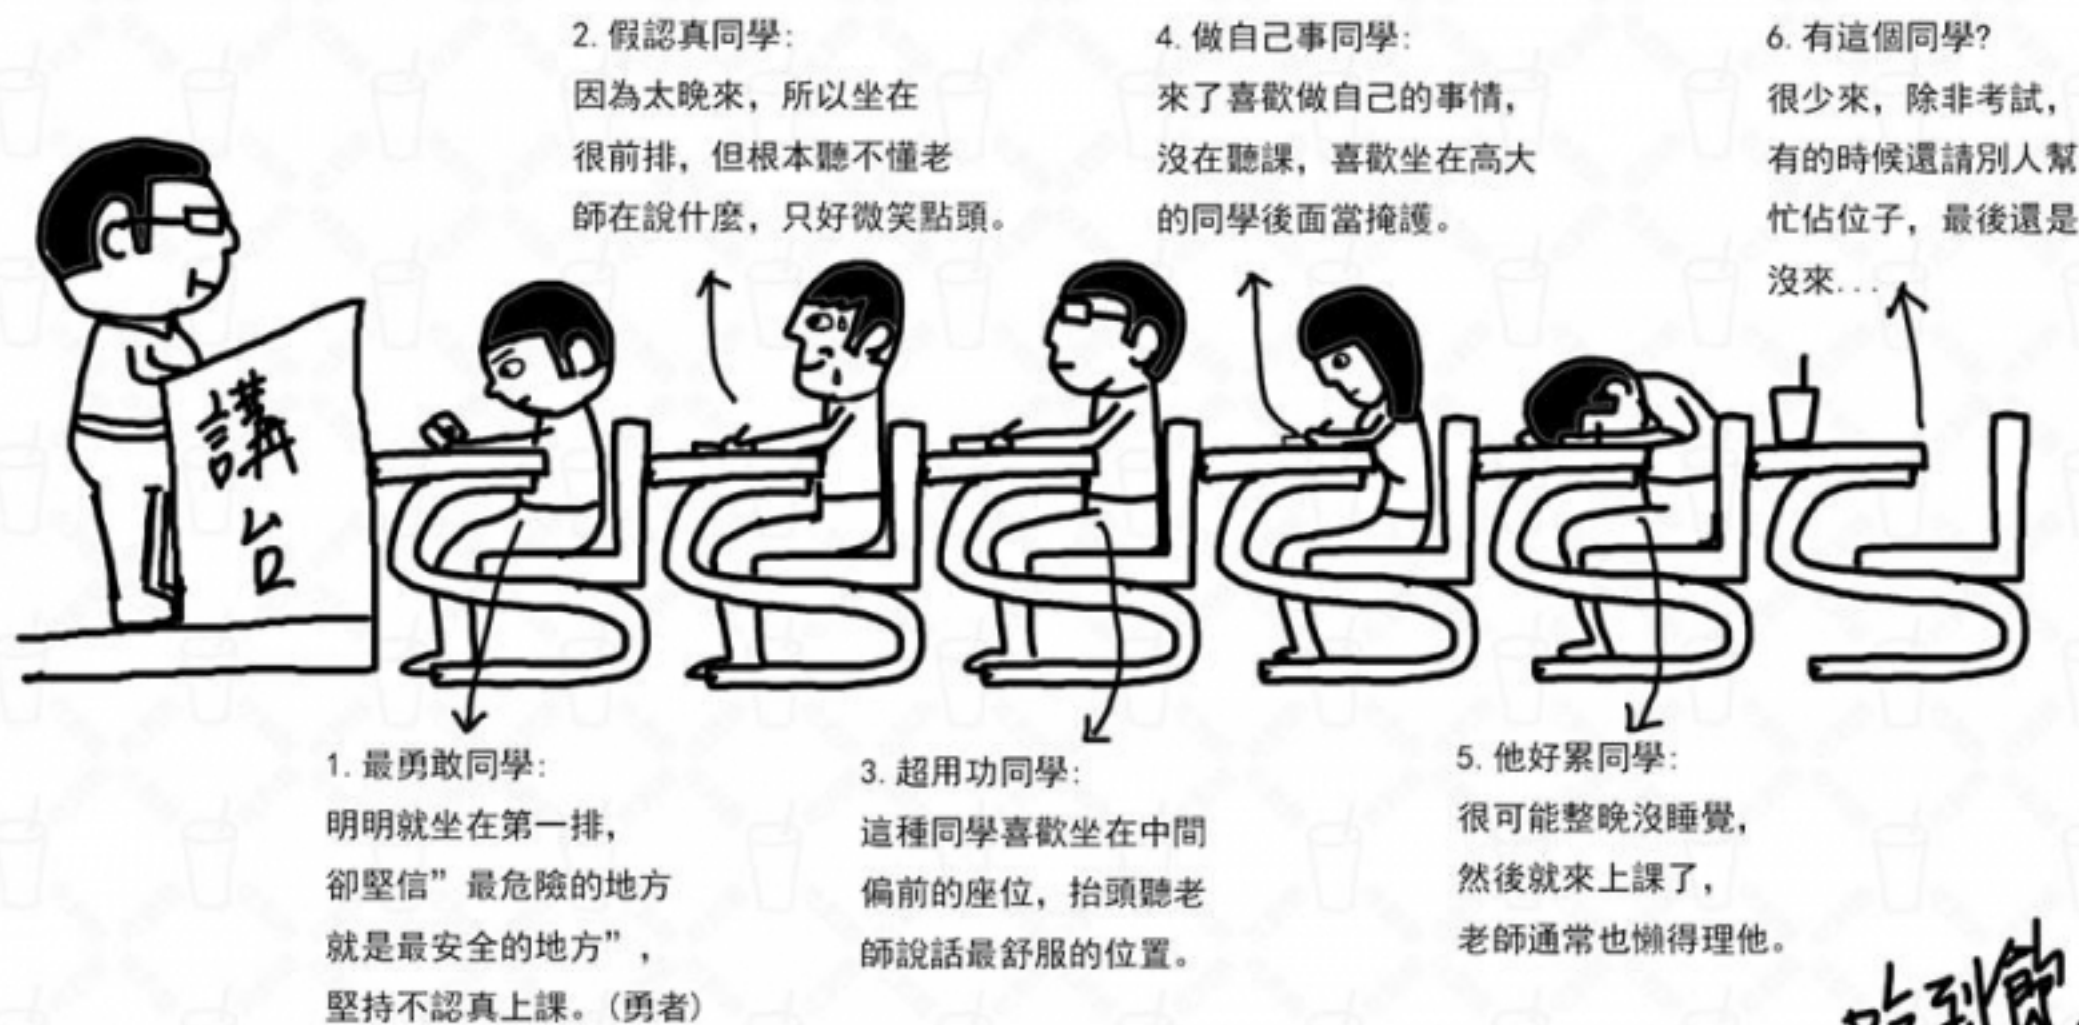 2. 假認真同學:
因為太晚來，所以坐在
很前排，但根本聽不懂老
師在說什麼，只好微笑點頭。
4. 做自己事同學:
來了喜歡做自己的事情，
沒在聽課，喜歡坐在高大
的同學後面當掩護。
6. 有這個同學?
很少來，除非考試，
有的時候還請別人幫
忙佔位子，最後還是
沒來...
講
台
1. 最勇敢同學:
明明就坐在第一排，
卻堅信”最危險的地方
就是最安全的地方”，
堅持不認真上課。(勇者)
3. 超用功同學:
這種同學喜歡坐在中間
偏前的座位，抬頭聽老
師說話最舒服的位置。
5. 他好累同學:
很可能整晚沒睡覺，
然後就來上課了，
老師通常也懶得理他。
到飽